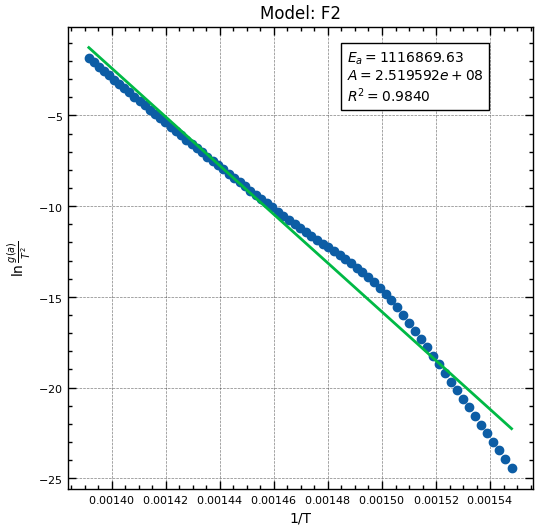 Model: F2
E_a = 1116869.63
A = 2.519592e + 08
R^2 = 0.9840
−5
−10
−15
−20
−25
ln g(a)/T^2
0.00140 0.00142 0.00144 0.00146 0.00148 0.00150 0.00152 0.00154
1/T